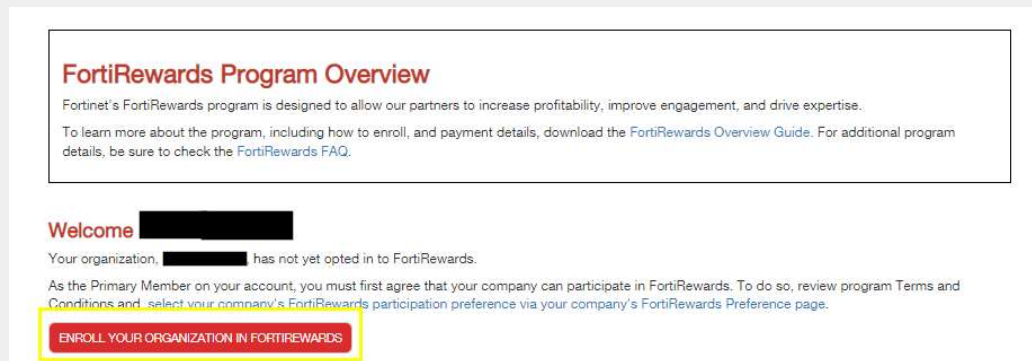 FortiRewards Program Overview
Fortinet's FortiRewards program is designed to allow our partners to increase profitability, improve engagement, and drive expertise.
To learn more about the program, including how to enroll, and payment details, download the FortiRewards Overview Guide. For additional program
details, be sure to check the FortiRewards FAQ.
Welcome
Your organization, , has not yet opted in to FortiRewards.
As the Primary Member on your account, you must first agree that your company can participate in FortiRewards. To do so, review program Terms and
Conditions and select your company's FortiRewards participation preference via your company's FortiRewards Preference page.
ENROLL YOUR ORGANIZATION IN FORTIREWARDS